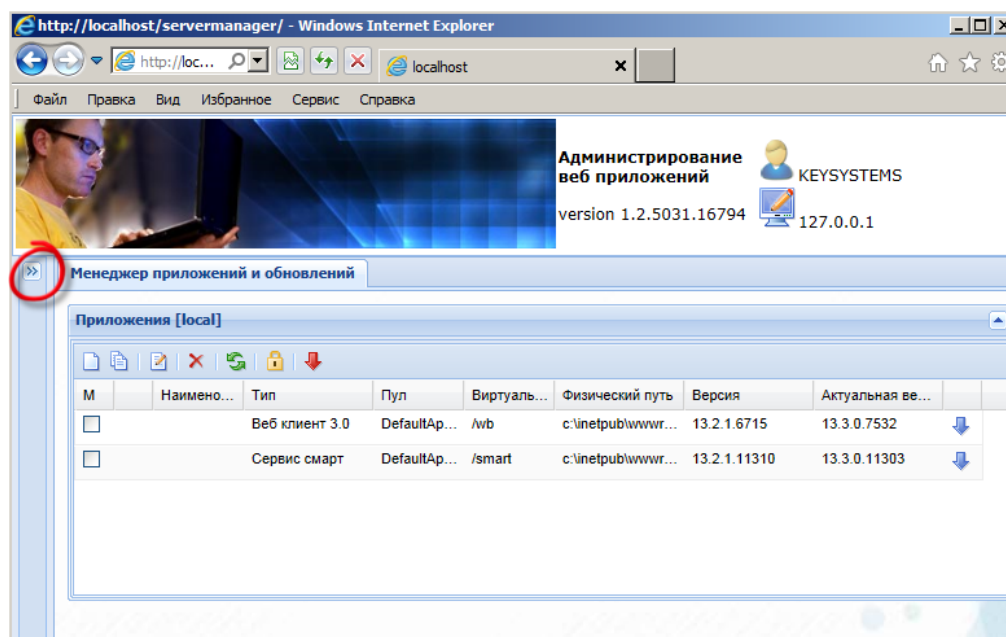 http://localhost/servermanager/ - Windows Internet Explorer
http://loc...
localhost
Файл Правка Вид Избранное Сервис Справка
Администрирование
веб приложений
version 1.2.5031.16794
KEYSYSTEMS
127.0.0.1
Менеджер приложений и обновлений
Приложения [local]
М Наимено... Тип Пул Виртуаль... Физический путь Версия Актуальная ве...
Веб клиент 3.0 DefaultAp... /wb c:\inetpub\wwwr... 13.2.1.6715 13.3.0.7532
Сервис смарт DefaultAp... /smart c:\inetpub\wwwr... 13.2.1.11310 13.3.0.11303